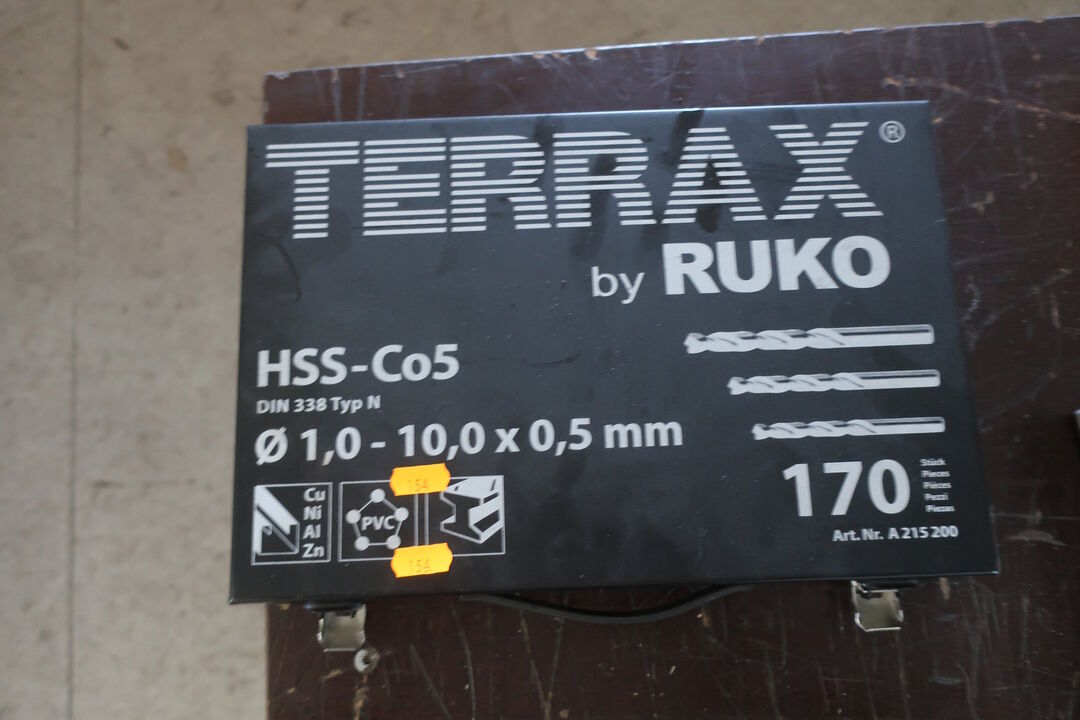 TERRAX®
by RUKO
HSS-Co5
DIN 338 Typ N
Ø 1,0 - 10,0 x 0,5 mm
Cu
Ni
Al
Zn
PVC
154
154
170
Stück
Pieces
Pièces
Pezzi
Piezas
Art. Nr. A 215 200